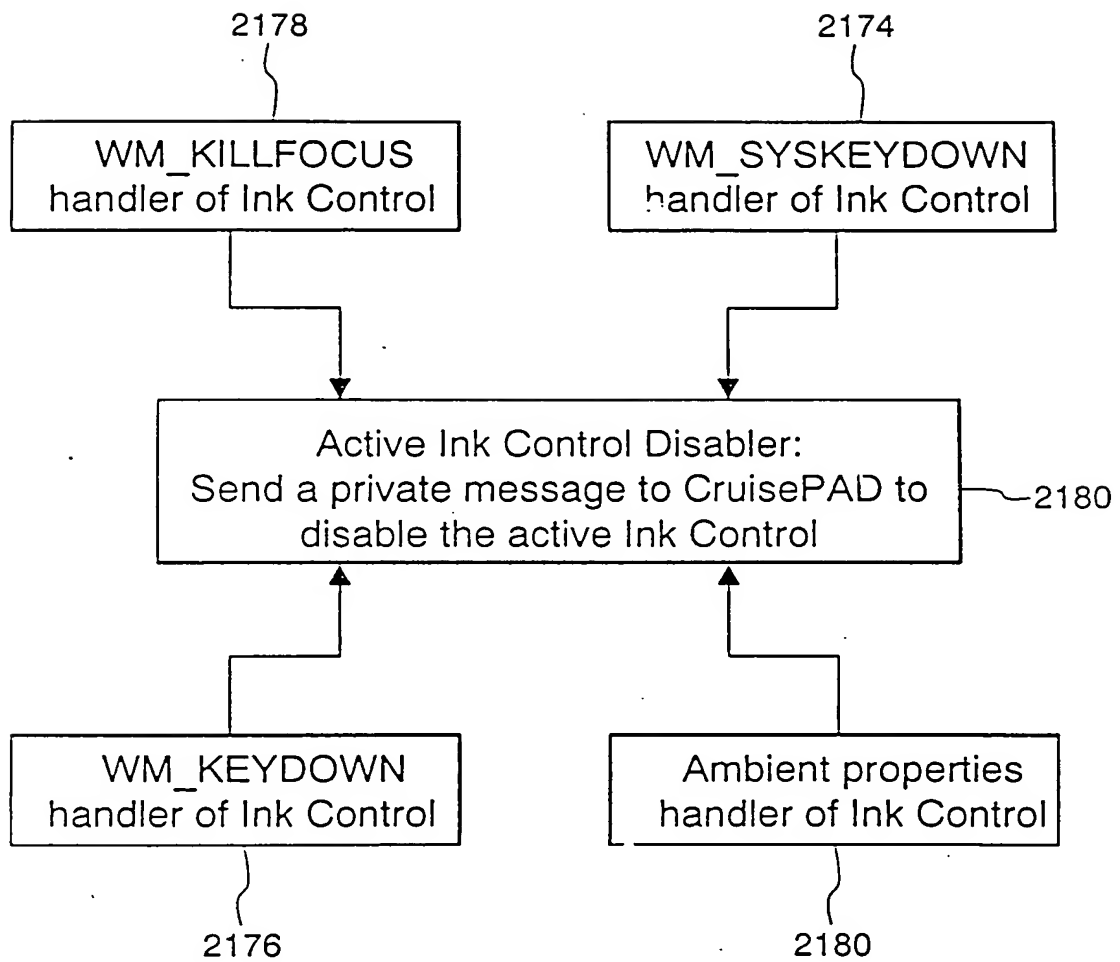 2178
2174
WM_KILLFOCUS
handler of Ink Control
WM_SYSKEYDOWN
handler of Ink Control
Active Ink Control Disabler:
Send a private message to CruisePAD to
disable the active Ink Control
2180
WM_KEYDOWN
handler of Ink Control
Ambient properties
handler of Ink Control
2176
2180